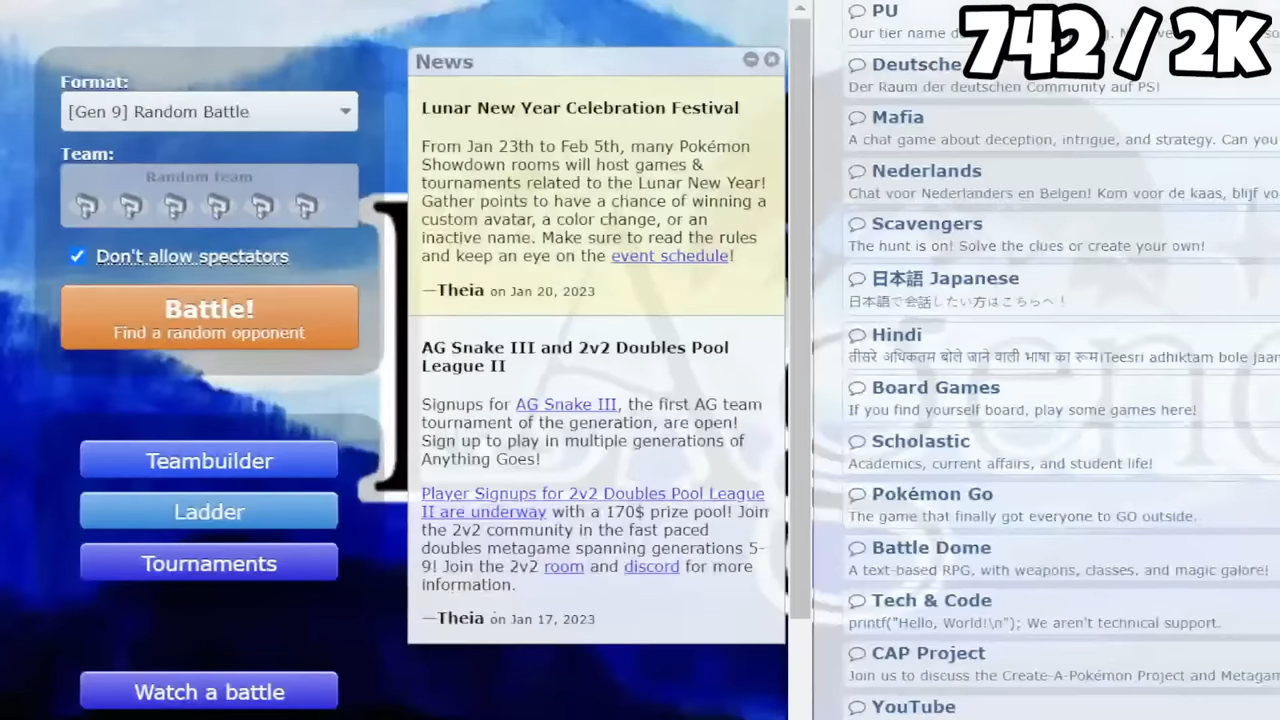 Format:
[Gen 9] Random Battle
Team:
Random team
Don't allow spectators
Battle!
Find a random opponent
Teambuilder
Ladder
Tournaments
Watch a battle
News
Lunar New Year Celebration Festival
From Jan 23th to Feb 5th, many Pokémon
Showdown rooms will host games &
tournaments related to the Lunar New Year!
Gather points to have a chance of winning a
custom avatar, a color change, or an
inactive name. Make sure to read the rules
and keep an eye on the event schedule!
—Theia on Jan 20, 2023
AG Snake III and 2v2 Doubles Pool
League II
Signups for AG Snake III, the first AG team
tournament of the generation, are open!
Sign up to play in multiple generations of
Anything Goes!
Player Signups for 2v2 Doubles Pool League
II are underway with a 170$ prize pool! Join
the 2v2 community in the fast paced
doubles metagame spanning generations 5-
9! Join the 2v2 room and discord for more
information.
—Theia on Jan 17, 2023
742 / 2K
PU
Our tier name
Deutsche
Der Raum der deutschen Community auf PS!
Mafia
A chat game about deception, intrigue, and strategy. Can you
Nederlands
Chat voor Nederlanders en Belgen! Kom voor de kaas, blijf vo
Scavengers
The hunt is on! Solve the clues or create your own!
日本語 Japanese
日本語で会話したい方はこちらへ！
Hindi
तीसरे अधिकतम बोले जाने वाली भाषा का रूम।Teesri adhiktam bole jaan
Board Games
If you find yourself board, play some games here!
Scholastic
Academics, current affairs, and student life!
Pokémon Go
The game that finally got everyone to GO outside.
Battle Dome
A text-based RPG, with weapons, classes, and magic galore!
Tech & Code
printf("Hello, World!\n"); We aren't technical support.
CAP Project
Join us to discuss the Create-A-Pokémon Project and Metagam
YouTube